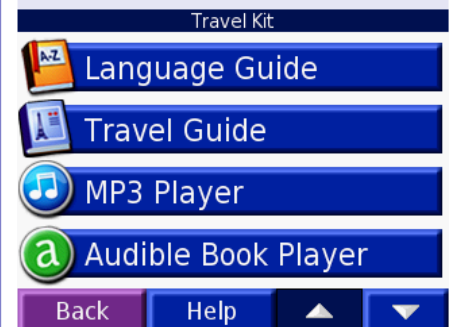 Travel Kit
A-Z
Language Guide
Travel Guide
MP3 Player
a
Audible Book Player
Back
Help